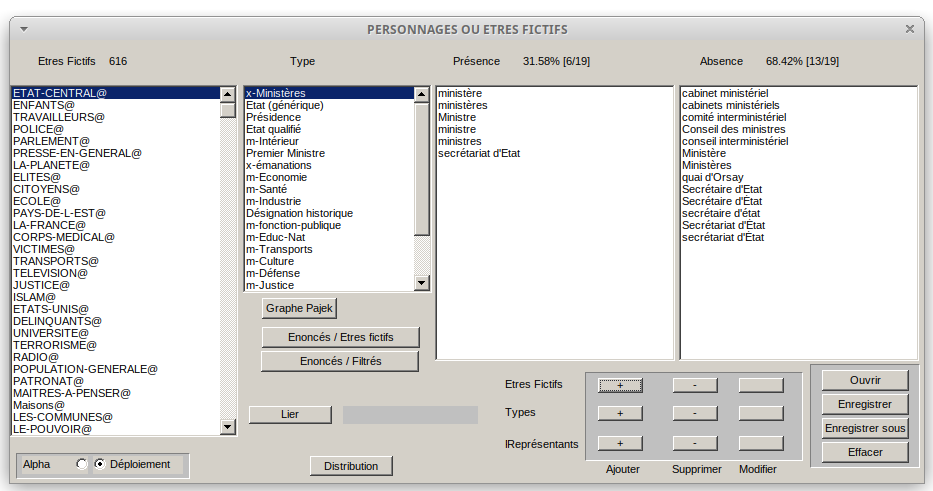 PERSONNAGES OU ETRES FICTIFS
Etres Fictifs 616
Type
Présence 31.58% [6/19]
Absence 68.42% [13/19]
ETAT-CENTRAL@
ENFANTS@
TRAVAILLEURS@
POLICE@
PARLEMENT@
PRESSE-EN-GENERAL@
LA-PLANETE@
ELITES@
CITOYENS@
ECOLE@
PAYS-DE-L-EST@
LA-FRANCE@
CORPS-MEDICAL@
VICTIMES@
TRANSPORTS@
TELEVISION@
JUSTICE@
ISLAM@
ETATS-UNIS@
DELINQUANTS@
UNIVERSITE@
TERRORISME@
RADIO@
POPULATION-GENERALE@
PATRONAT@
MAITRES-A-PENSER@
Maisons@
LES-COMMUNES@
LE-POUVOIR@
x-Ministères
Etat (générique)
Présidence
Etat qualifié
m-Intérieur
Premier Ministre
x-émanations
m-Economie
m-Santé
m-Industrie
Désignation historique
m-fonction-publique
m-Educ-Nat
m-Transports
m-Culture
m-Défense
m-Justice
ministère
ministères
Ministre
ministre
ministres
secrétariat d'Etat
cabinet ministériel
cabinets ministériels
comité interministériel
Conseil des ministres
conseil interministériel
Ministère
Ministères
quai d'Orsay
Secrétaire d'Etat
Secrétaire d'État
secrétaire d'état
Secrétariat d'État
secrétariat d'État
Graphe Pajek
Enoncés / Etres fictifs
Enoncés / Filtrés
Lier
Etres Fictifs + -
Types + -
lReprésentants + -
Ajouter Supprimer Modifier
Ouvrir
Enregistrer
Enregistrer sous
Effacer
Alpha Déploiement
Distribution